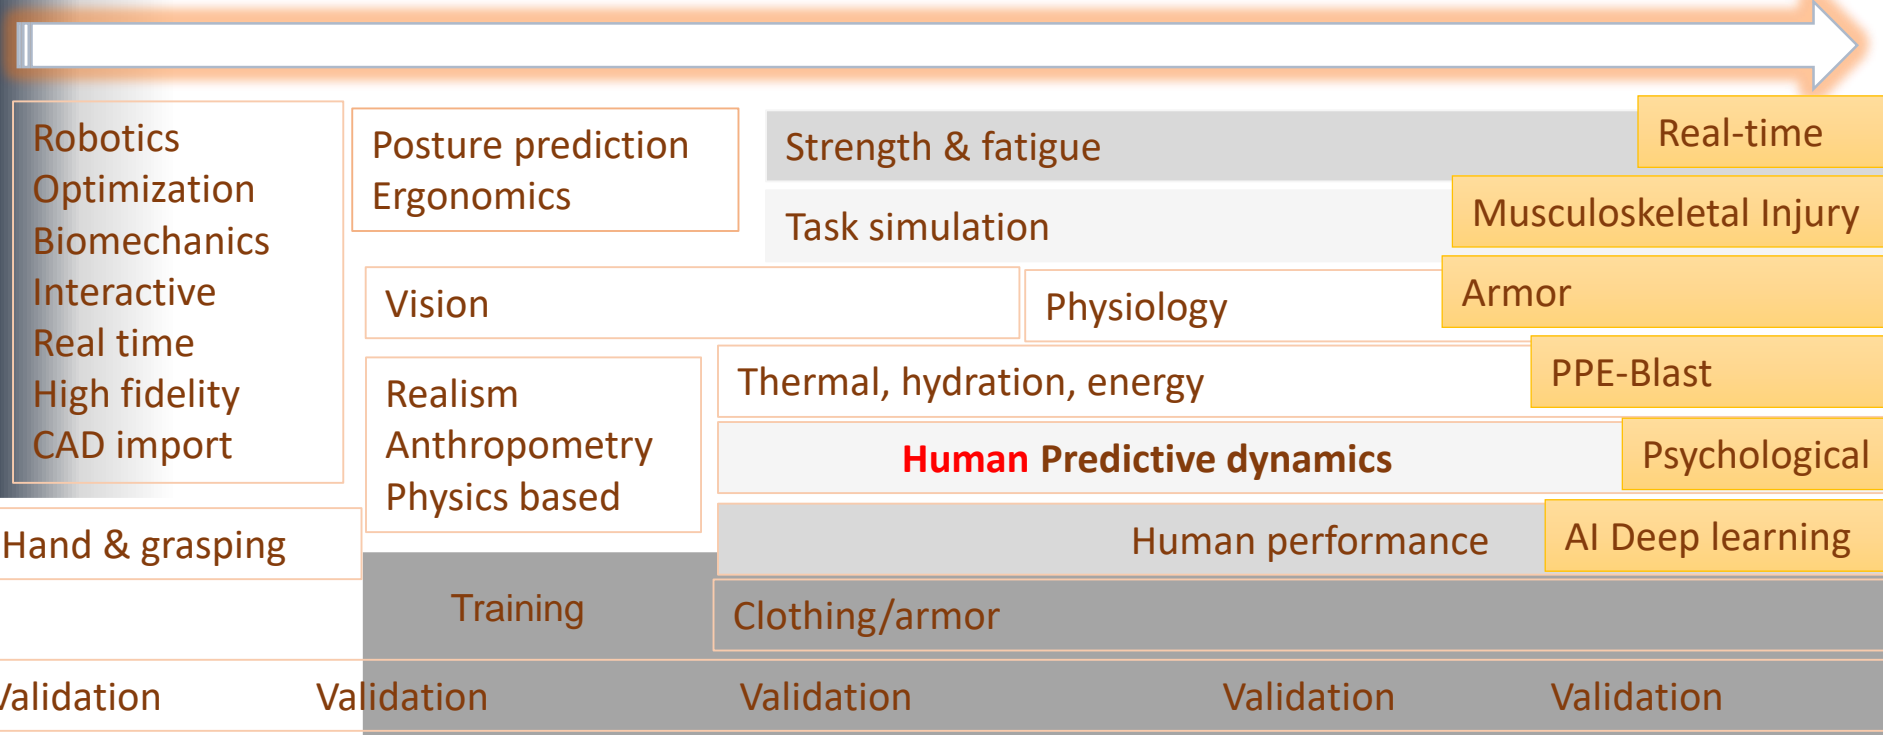 Robotics
Optimization
Biomechanics
Interactive
Real time
High fidelity
CAD import
Hand & grasping
Posture prediction
Ergonomics
Vision
Realism
Anthropometry
Physics based
Training
Strength & fatigue
Task simulation
Physiology
Thermal, hydration, energy
Human Predictive dynamics
Human performance
Clothing/armor
Real-time
Musculoskeletal Injury
Armor
PPE-Blast
Psychological
AI Deep learning
Validation Validation Validation Validation Validation